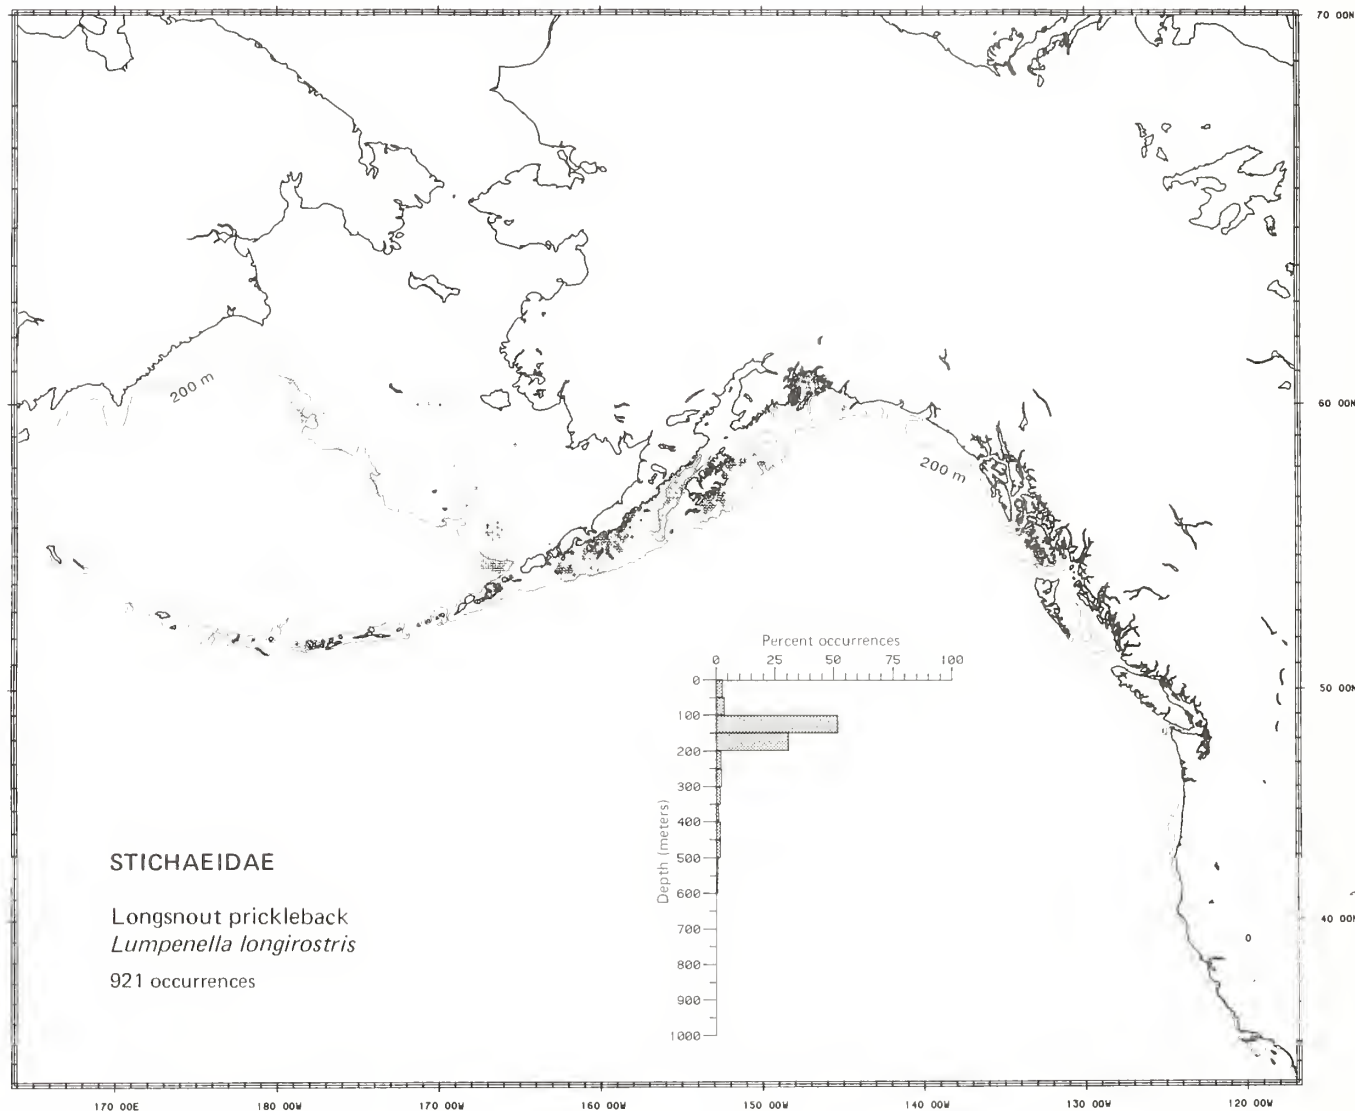 70 00N
200 m
60 00N
200 m
Percent occurrences
0 25 50 75 100
50 00N
0
100
200
300
400
500
600
700
800
900
1000
Depth (meters)
STICHAEIDAE
Longsnout prickleback
Lumpenella longirostris
921 occurrences
40 00N
170 00E 180 00W 170 00W 160 00W 150 00W 140 00W 130 00W 120 00W